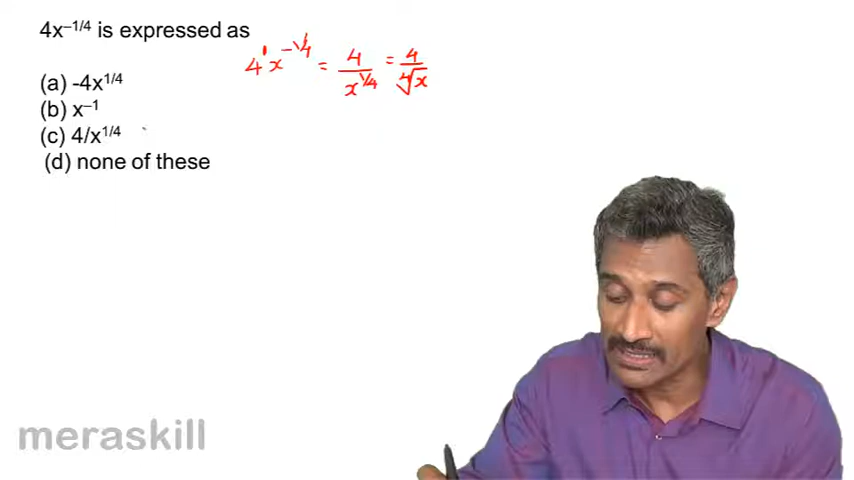 4x⁻¹/⁴ is expressed as
4¹x⁻¹/⁴ = 4/x¹/⁴ = 4/∜x
(a) -4x¹/⁴
(b) x⁻¹
(c) 4/x¹/⁴
(d) none of these
meraskill